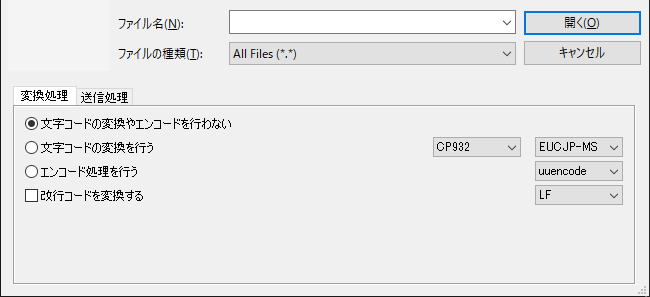 ファイル名(N):
開く(O)
ファイルの種類(T): All Files (*.*)
キャンセル
変換処理 送信処理
文字コードの変換やエンコードを行わない
文字コードの変換を行う CP932 EUCJP-MS
エンコード処理を行う uuencode
改行コードを変換する LF